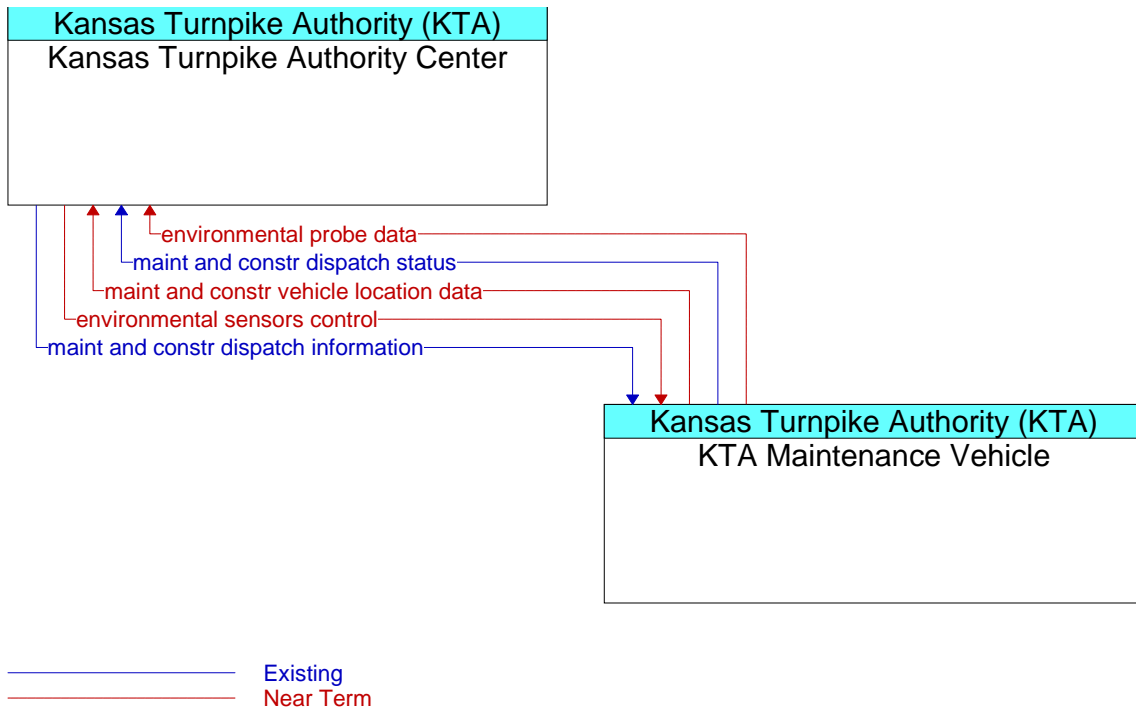 Kansas Turnpike Authority (KTA)
Kansas Turnpike Authority Center
environmental probe data
maint and constr dispatch status
maint and constr vehicle location data
environmental sensors control
maint and constr dispatch information
Kansas Turnpike Authority (KTA)
KTA Maintenance Vehicle
Existing
Near Term